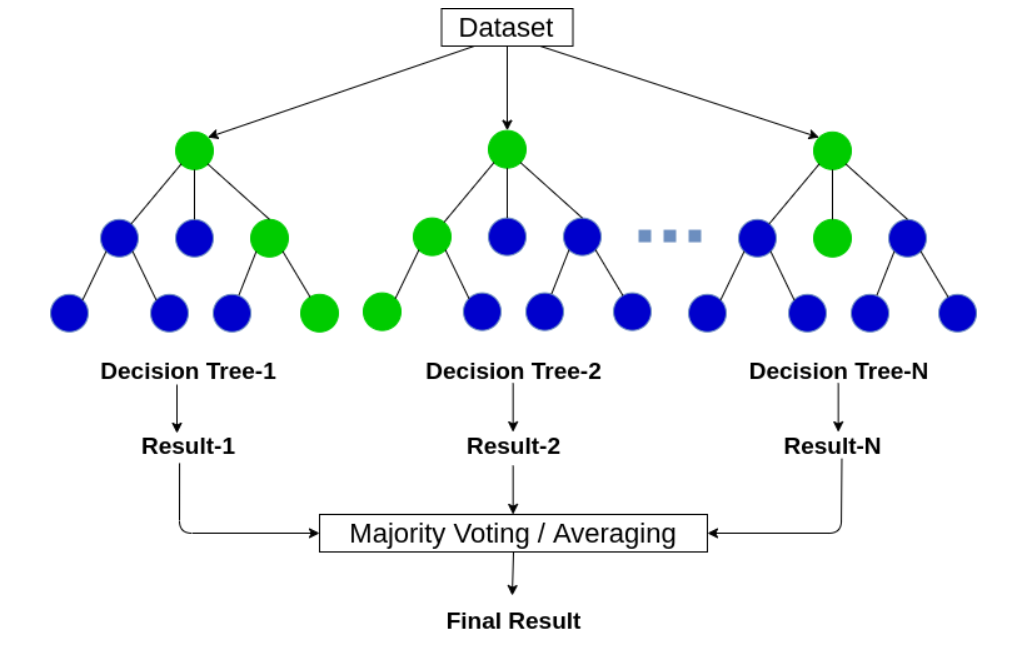 Dataset
Decision Tree-1
Decision Tree-2
Decision Tree-N
Result-1
Result-2
Result-N
Majority Voting / Averaging
Final Result